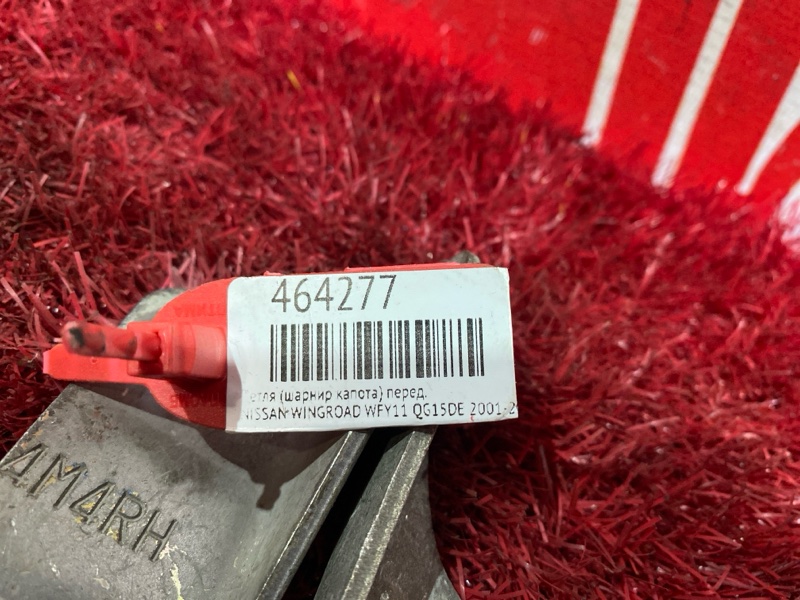 464277
етля (шарнир капота) перед.
NISSAN WINGROAD WFY11 QG15DE 2001-2
4M4RH